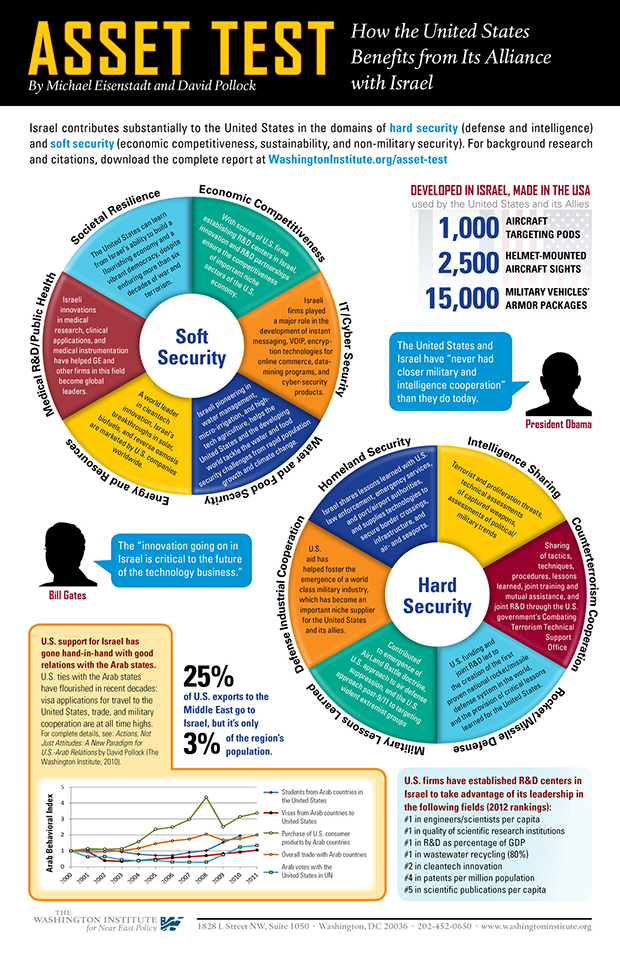 ASSET TEST
By Michael Eisenstadt and David Pollock
How the United States
Benefits from Its Alliance
with Israel
Israel contributes substantially to the United States in the domains of hard security (defense and intelligence)
and soft security (economic competitiveness, sustainability, and non-military security). For background research
and citations, download the complete report at WashingtonInstitute.org/asset-test
Societal Resilience
The United States can learn
from Israel's ability to build a
flourishing economy and a
vibrant democracy, despite
enduring more than six
decades of war and
terrorism.
Economic Competitiveness
With scores of U.S. firms
establishing R&D centers in Israel,
innovation and R&D partnerships
ensure the competitiveness
of important niche
sectors of the U.S.
economy.
IT/Cyber Security
Israeli
firms played
a major role in the
development of instant
messaging, VOIP, encryp-
tion technologies for
online commerce, data-
mining programs, and
cyber-security
products.
Water and Food Security
Israeli pioneering in
water management,
micro-irrigation, and high-
tech agriculture, helps the
United States and the developing
world tackle the water and food
security challenges from rapid population
growth and climate change.
Energy and Resources
A world leader
in cleantech
innovation, Israel's
breakthroughs in solar,
biofuels, and reverse osmosis
are marketed by U.S. companies
worldwide.
Medical R&D/Public Health
Israeli
innovations
in medical
research, clinical
applications, and
medical instrumentation
have helped GE and
other firms in this field
become global
leaders.
Soft
Security
DEVELOPED IN ISRAEL, MADE IN THE USA
used by the United States and its Allies
1,000 AIRCRAFT
TARGETING PODS
2,500 HELMET-MOUNTED
AIRCRAFT SIGHTS
15,000 MILITARY VEHICLES'
ARMOR PACKAGES
The United States and
Israel have "never had
closer military and
intelligence cooperation"
than they do today.
President Obama
The "innovation going on in
Israel is critical to the future
of the technology business."
Bill Gates
Homeland Security
Israel shares lessons learned with U.S.
law enforcement, emergency services,
and port/airport authorities,
and supplies technologies to
secure border crossings,
infrastructure, and
air- and seaports.
Intelligence Sharing
Terrorist and proliferation threats,
technical assessments
of captured weapons,
assessments of political/
military trends
Counterterrorism Cooperation
Sharing
of tactics,
techniques,
procedures, lessons
learned, joint training and
mutual assistance, and
joint R&D through the U.S.
government's Combating
Terrorism Technical
Support
Office
Rocket/Missile Defense
U.S. funding and
joint R&D led to
the creation of the first
proven national rocket/missile
defense system in the world,
and the provision of critical lessons
learned for the United States.
Military Lessons Learned
Contributed
to emergence of
AirLand Battle doctrine,
U.S. approach to air defense
suppression, and the U.S.
approach post-9/11 to targeting
violent extremist groups
Defense Industrial Cooperation
U.S.
aid has
helped foster the
emergence of a world
class military industry,
which has become an
important niche supplier
for the United States
and its allies.
Hard
Security
U.S. support for Israel has
gone hand-in-hand with good
relations with the Arab states.
U.S. ties with the Arab states
have flourished in recent decades:
visa applications for travel to the
United States, trade, and military
cooperation are at all time highs.
For complete details, see: Actions, Not
Just Attitudes: A New Paradigm for
U.S.-Arab Relations by David Pollock (The
Washington Institute, 2010).
25%
of U.S. exports to the
Middle East go to
Israel, but it's only
3% of the region's
population.
Arab Behavioral Index
5
4
3
2
1
0
2000 2001 2002 2003 2004 2005 2006 2007 2008 2009 2010 2011
Students from Arab countries in
the United States
Visas from Arab countries to
United States
Purchase of U.S. consumer
products by Arab countries
Overall trade with Arab countries
Arab votes with the
United States in UN
U.S. firms have established R&D centers in
Israel to take advantage of its leadership in
the following fields (2012 rankings):
#1 in engineers/scientists per capita
#1 in quality of scientific research institutions
#1 in R&D as percentage of GDP
#1 in wastewater recycling (80%)
#2 in cleantech innovation
#4 in patents per million population
#5 in scientific publications per capita
THE
WASHINGTON INSTITUTE
for Near East Policy
1828 L Street NW, Suite 1050 · Washington, DC 20036 · 202-452-0650 · www.washingtoninstitute.org